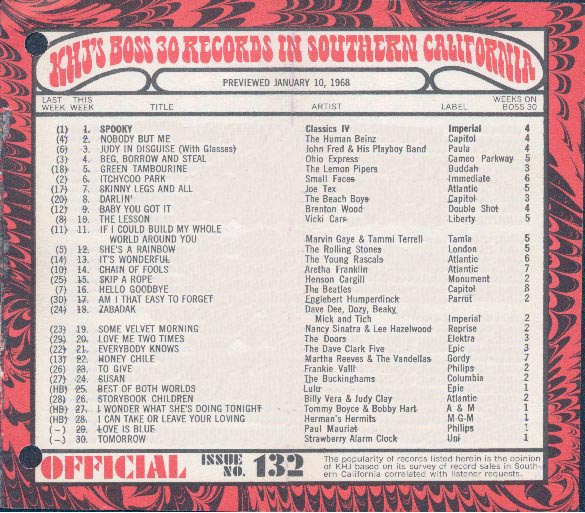 KHJ'S BOSS 30 RECORDS IN SOUTHERN CALIFORNIA
PREVIEWED JANUARY 10, 1968
LAST WEEK THIS WEEK TITLE ARTIST LABEL WEEKS ON BOSS 30
(1) 1. SPOOKY Classics IV Imperial 4
(4) 2. NOBODY BUT ME The Human Beinz Capitol 4
(6) 3. JUDY IN DISGUISE (With Glasses) John Fred & His Playboy Band Paula 4
(3) 4. BEG, BORROW AND STEAL Ohio Express Cameo Parkway 5
(18) 5. GREEN TAMBOURINE The Lemon Pipers Buddah 3
(2) 6. ITCHYCOO PARK Small Faces Immediate 6
(17) 7. SKINNY LEGS AND ALL Joe Tex Atlantic 5
(20) 8. DARLIN' The Beach Boys Capitol 3
(12) 9. BABY YOU GOT IT Brenton Wood Double Shot 4
(8) 10. THE LESSON Vicki Carr Liberty 5
(11) 11. IF I COULD BUILD MY WHOLE
WORLD AROUND YOU Marvin Gaye & Tammi Terrell Tamla 5
(5) 12. SHE'S A RAINBOW The Rolling Stones London 5
(14) 13. IT'S WONDERFUL The Young Rascals Atlantic 6
(10) 14. CHAIN OF FOOLS Aretha Franklin Atlantic 7
(25) 15. SKIP A ROPE Henson Cargill Monument 2
(7) 16. HELLO GOODBYE The Beatles Capitol 8
(30) 17. AM I THAT EASY TO FORGET Englebert Humperdinck Parrot 2
(24) 18. ZABADAK Dave Dee, Dozy, Beaky,
Mick and Tich Imperial 2
(23) 19. SOME VELVET MORNING Nancy Sinatra & Lee Hazelwood Reprise 2
(29) 20. LOVE ME TWO TIMES The Doors Elektra 3
(22) 21. EVERYBODY KNOWS The Dave Clark Five Epic 3
(13) 22. HONEY CHILE Martha Reeves & The Vandellas Gordy 7
(26) 23. TO GIVE Frankie Valli Philips 2
(27) 24. SUSAN The Buckinghams Columbia 2
(HB) 25. BEST OF BOTH WORLDS Lulu Epic 1
(28) 26. STORYBOOK CHILDREN Billy Vera & Judy Clay Atlantic 2
(HB) 27. I WONDER WHAT SHE'S DOING TONIGHT Tommy Boyce & Bobby Hart A & M 1
(HB) 28. I CAN TAKE OR LEAVE YOUR LOVING Herman's Hermits M-G-M 1
(–) 29. LOVE IS BLUE Paul Mauriat Philips 1
(–) 30. TOMORROW Strawberry Alarm Clock Uni 1
OFFICIAL ISSUE NO. 132
The popularity of records listed herein is the opinion
of KHJ based on its survey of record sales in South-
ern California correlated with listener requests.